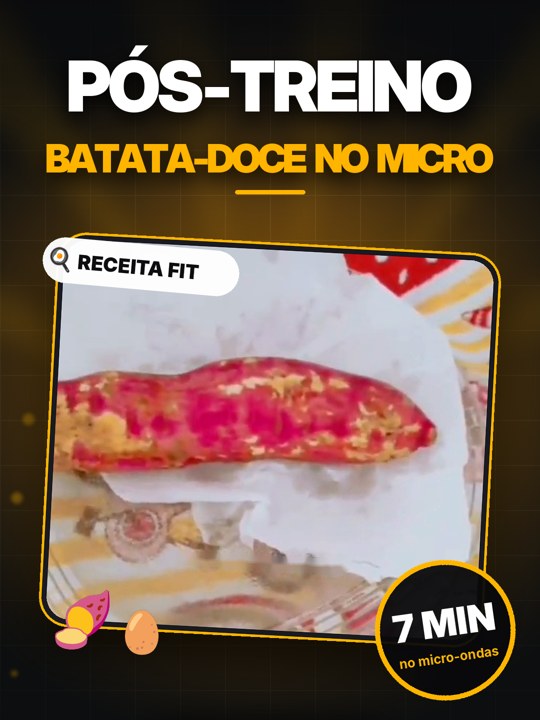 PÓS-TREINO
BATATA-DOCE NO MICRO
RECEITA FIT
7 MIN
no micro-ondas